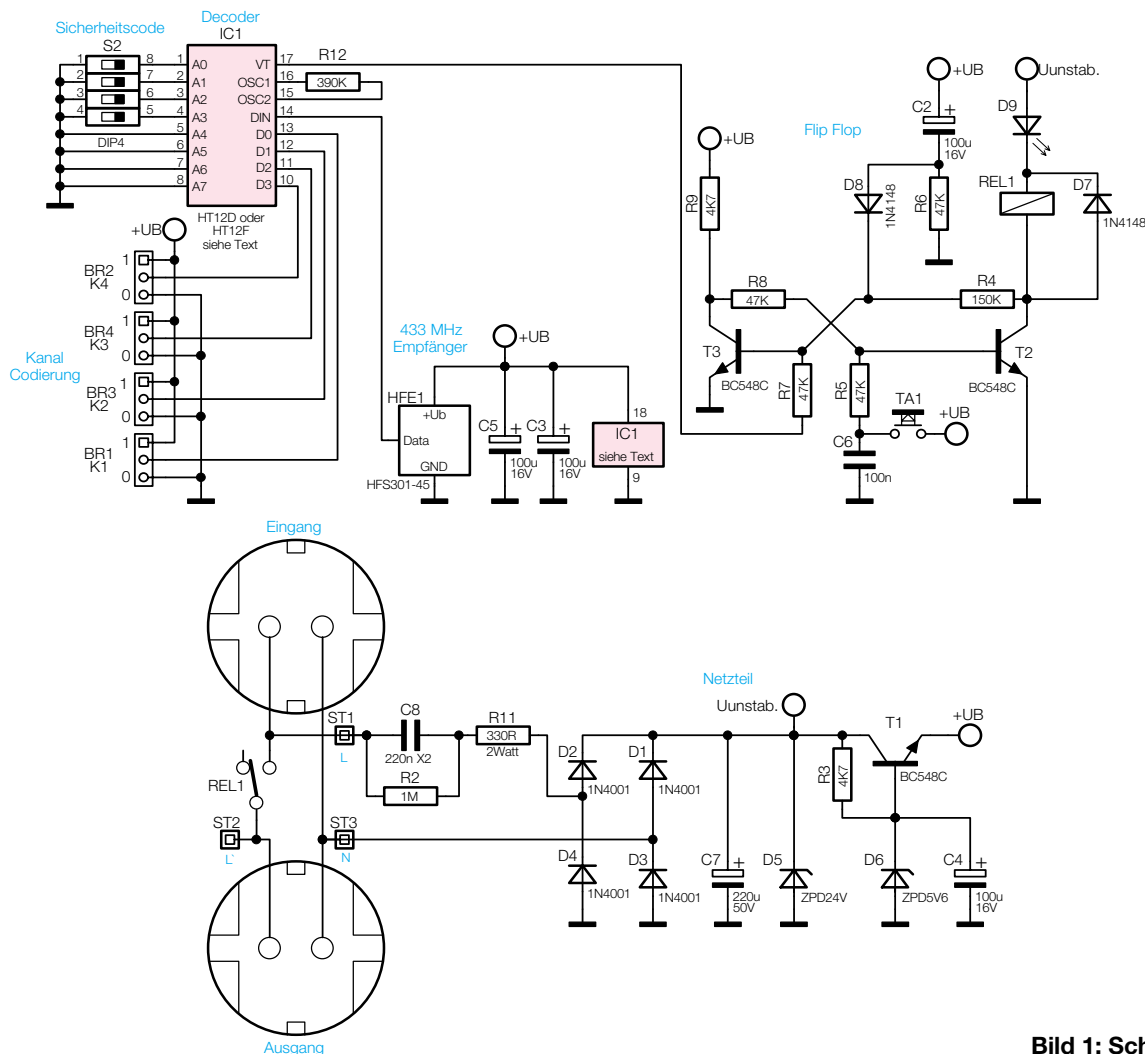 Sicherheitscode
S2
1 8
2 7
3 6
4 5
DIP4
Decoder
IC1
1 A0 VT 17
2 A1 OSC1 16
3 A2 OSC2 15
4 A3 DIN 14
5 A4 D0 13
6 A5 D1 12
7 A6 D2 11
8 A7 D3 10
HT12D oder
HT12F
siehe Text
R12
390K
+UB
1
BR2
K4
0
1
BR4
K3
0
1
BR3
K2
0
1
BR1
K1
0
Kanal
Codierung
433 MHz
Empfänger
HFE1
+Ub
Data
GND
HFS301-45
+UB
C5
+
100u
16V
C3
+
100u
16V
18
IC1
siehe Text
9
Flip Flop
+UB
R9
4K7
+UB
C2
+
100u
16V
D8
1N4148
R6
47K
Uunstab.
D9
REL1
D7
1N4148
R8
47K
R4
150K
T3
BC548C
R7
47K
R5
47K
T2
BC548C
TA1
+UB
C6
100n
Eingang
ST1
L
C8
220n X2
R2
1M
R11
330R
2Watt
REL1
ST2
L`
ST3
N
Ausgang
Netzteil
Uunstab.
D2
1N4001
D1
1N4001
D4
1N4001
D3
1N4001
C7
+
220u
50V
D5
ZPD24V
R3
4K7
T1
BC548C
+UB
D6
ZPD5V6
C4
+
100u
16V
Bild 1: Sch